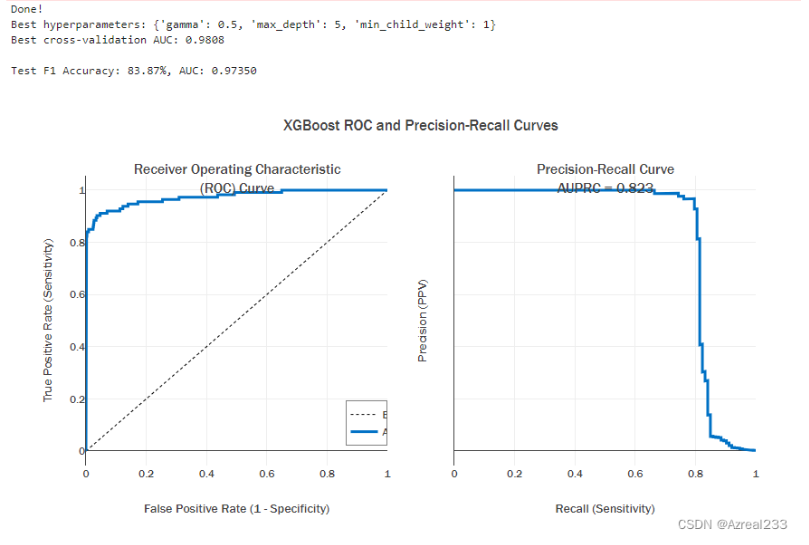 Done!
Best hyperparameters: {'gamma': 0.5, 'max_depth': 5, 'min_child_weight': 1}
Best cross-validation AUC: 0.9808
Test F1 Accuracy: 83.87%, AUC: 0.97350
XGBoost ROC and Precision-Recall Curves
Receiver Operating Characteristic
(ROC) Curve
True Positive Rate (Sensitivity)
1
0.8
0.6
0.4
0.2
0
0 0.2 0.4 0.6 0.8 1
False Positive Rate (1 - Specificity)
Precision-Recall Curve
AUPRC = 0.823
Precision (PPV)
0 0.2 0.4 0.6 0.8 1
Recall (Sensitivity)
CSDN @Azreal233